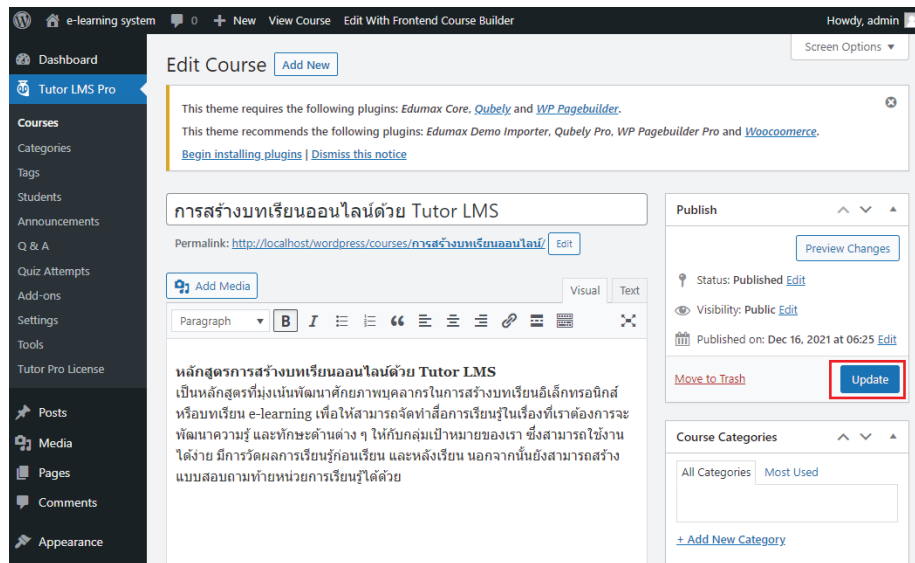 e-learning system 0 + New View Course Edit With Frontend Course Builder Howdy, admin
Screen Options ▼
Dashboard
Tutor LMS Pro
Courses
Categories
Tags
Students
Announcements
Q & A
Quiz Attempts
Add-ons
Settings
Tools
Tutor Pro License
Posts
Media
Pages
Comments
Appearance
Edit Course Add New
This theme requires the following plugins: Edumax Core, Qubely and WP Pagebuilder.
This theme recommends the following plugins: Edumax Demo Importer, Qubely Pro, WP Pagebuilder Pro and Woocoomerce.
Begin installing plugins | Dismiss this notice
การสร้างบทเรียนออนไลน์ด้วย Tutor LMS
Permalink: http://localhost/wordpress/courses/การสร้างบทเรียนออนไลน์/ Edit
Add Media
Visual Text
Paragraph ▼ B I
หลักสูตรการสร้างบทเรียนออนไลน์ด้วย Tutor LMS
เป็นหลักสูตรที่มุ่งเน้นพัฒนาศักยภาพบุคลากรในการสร้างบทเรียนอิเล็กทรอนิกส์
หรือบทเรียน e-learning เพื่อให้สามารถจัดทำสื่อการเรียนรู้ในเรื่องที่เราต้องการจะ
พัฒนาความรู้ และทักษะด้านต่าง ๆ ให้กับกลุ่มเป้าหมายของเรา ซึ่งสามารถใช้งาน
ได้ง่าย มีการวัดผลการเรียนรู้ก่อนเรียน และหลังเรียน นอกจากนั้นยังสามารถสร้าง
แบบสอบถามท้ายหน่วยการเรียนรู้ได้ด้วย
Publish
Preview Changes
Status: Published Edit
Visibility: Public Edit
Published on: Dec 16, 2021 at 06:25 Edit
Move to Trash Update
Course Categories
All Categories Most Used
+ Add New Category